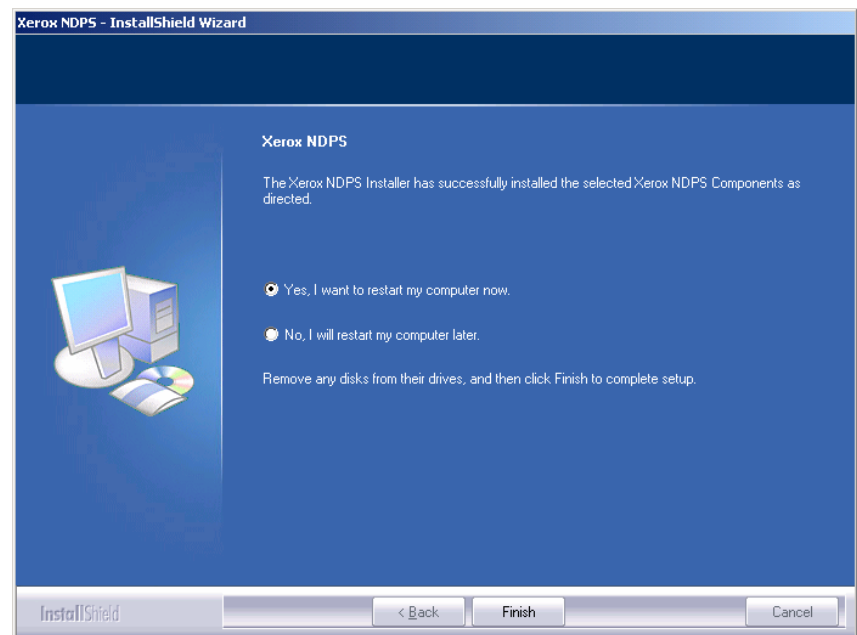 Xerox NDPS - InstallShield Wizard
Xerox NDPS
The Xerox NDPS Installer has successfully installed the selected Xerox NDPS Components as
directed.
Yes, I want to restart my computer now.
No, I will restart my computer later.
Remove any disks from their drives, and then click Finish to complete setup.
InstallShield
< Back
Finish
Cancel